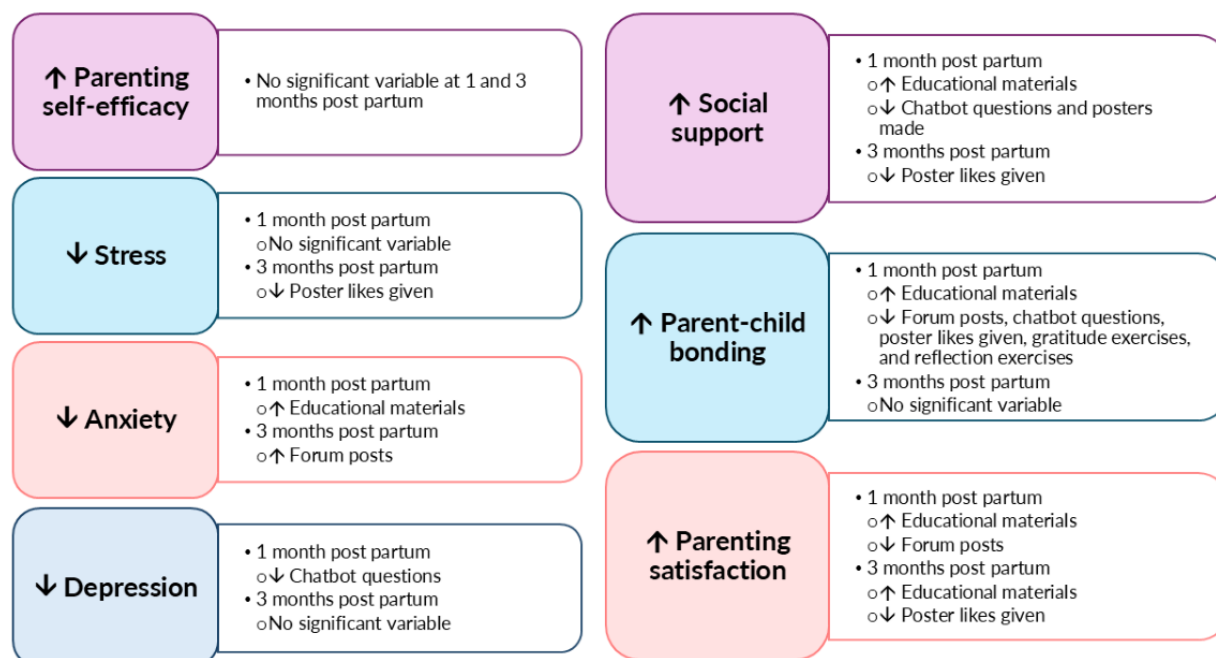 ↑ Parenting
self-efficacy
• No significant variable at 1 and 3
months post partum
↓ Stress
• 1 month post partum
o No significant variable
• 3 months post partum
o ↓ Poster likes given
↓ Anxiety
• 1 month post partum
o ↑ Educational materials
• 3 months post partum
o ↑ Forum posts
↓ Depression
• 1 month post partum
o ↓ Chatbot questions
• 3 months post partum
o No significant variable
↑ Social
support
• 1 month post partum
o ↑ Educational materials
o ↓ Chatbot questions and posters
made
• 3 months post partum
o ↓ Poster likes given
↑ Parent-child
bonding
• 1 month post partum
o ↑ Educational materials
o ↓ Forum posts, chatbot questions,
poster likes given, gratitude exercises,
and reflection exercises
• 3 months post partum
o No significant variable
↑ Parenting
satisfaction
• 1 month post partum
o ↑ Educational materials
o ↓ Forum posts
• 3 months post partum
o ↑ Educational materials
o ↓ Poster likes given